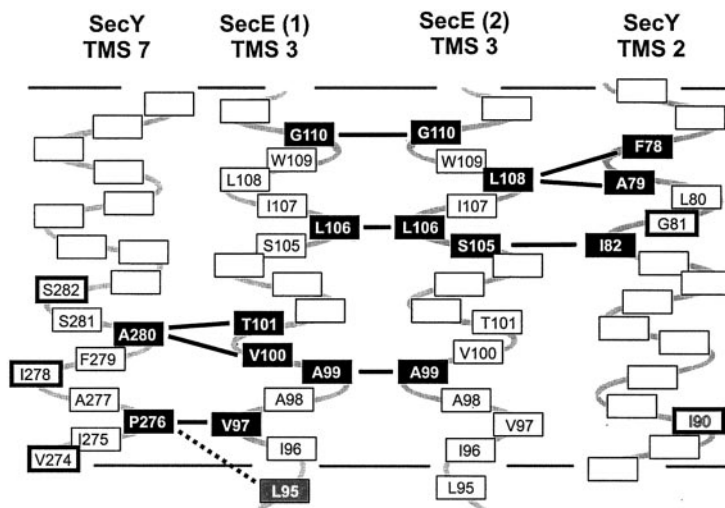 SecY
TMS 7
SecE (1)
TMS 3
SecE (2)
TMS 3
SecY
TMS 2
S282
S281
A280
F279
I278
A277
P276
I275
V274
G110
W109
L108
I107
L106
S105
T101
V100
A99
A98
V97
I96
L95
G110
W109
L108
I107
L106
S105
T101
V100
A99
A98
V97
I96
L95
F78
A79
L80
G81
I82
I90